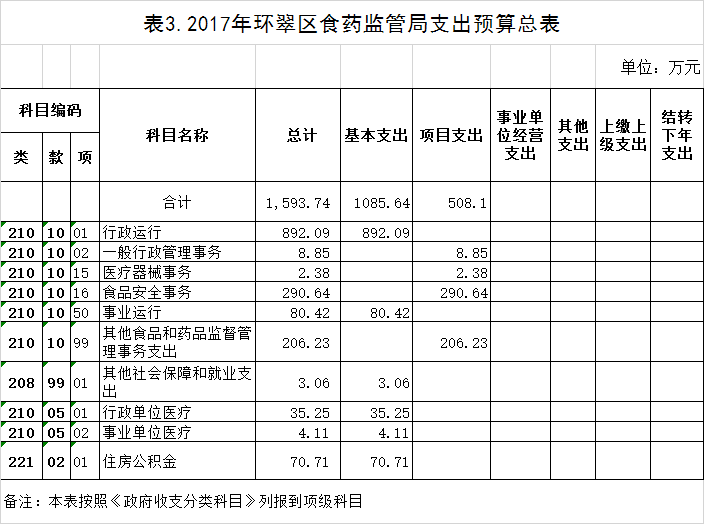 表3.2017年环翠区食药监管局支出预算总表
单位：万元
科目编码 科目名称 总计 基本支出 项目支出 事业单位经营支出 其他支出 上缴上级支出 结转下年支出
类 款 项
合计 1,593.74 1085.64 508.1
210 10 01 行政运行 892.09 892.09
210 10 02 一般行政管理事务 8.85 8.85
210 10 15 医疗器械事务 2.38 2.38
210 10 16 食品安全事务 290.64 290.64
210 10 50 事业运行 80.42 80.42
210 10 99 其他食品和药品监督管理事务支出 206.23 206.23
208 99 01 其他社会保障和就业支出 3.06 3.06
210 05 01 行政单位医疗 35.25 35.25
210 05 02 事业单位医疗 4.11 4.11
221 02 01 住房公积金 70.71 70.71
备注：本表按照《政府收支分类科目》列报到项级科目